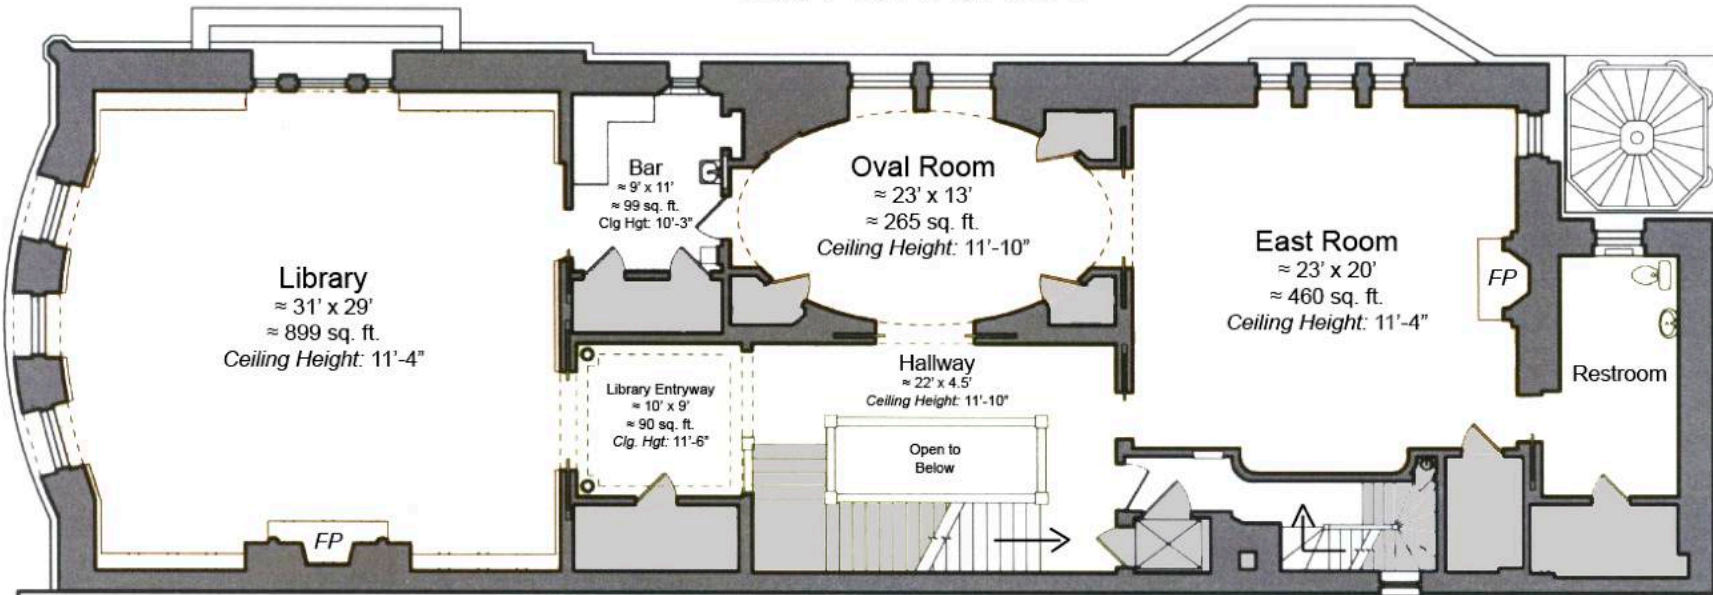 Library
≈ 31' x 29'
≈ 899 sq. ft.
Ceiling Height: 11'-4"
FP
Bar
≈ 9' x 11'
≈ 99 sq. ft.
Clg Hgt: 10'-3"
Library Entryway
≈ 10' x 9'
≈ 90 sq. ft.
Clg. Hgt: 11'-6"
Oval Room
≈ 23' x 13'
≈ 265 sq. ft.
Ceiling Height: 11'-10"
Hallway
≈ 22' x 4.5'
Ceiling Height: 11'-10"
Open to
Below
East Room
≈ 23' x 20'
≈ 460 sq. ft.
Ceiling Height: 11'-4"
FP
Restroom